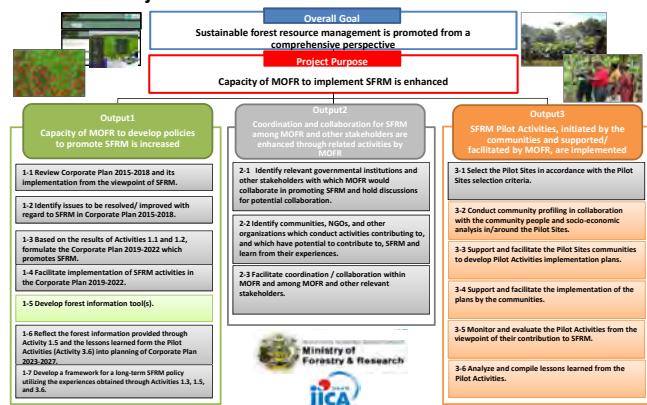 Overall Goal
Sustainable forest resource management is promoted from a
comprehensive perspective
Project Purpose
Capacity of MOFR to implement SFRM is enhanced
Output1
Capacity of MOFR to develop policies
to promote SFRM is increased
1-1 Review Corporate Plan 2015-2018 and its
implementation from the viewpoint of SFRM.
1-2 Identify issues to be resolved/ improved with
regard to SFRM in Corporate Plan 2015-2018.
1-3 Based on the results of Activities 1.1 and 1.2,
formulate the Corporate Plan 2019-2022 which
promotes SFRM.
1-4 Facilitate implementation of SFRM activities in
the Corporate Plan 2019-2022.
1-5 Develop forest information tool(s).
1-6 Reflect the forest information provided through
Activity 1.5 and the lessons learned form the Pilot
Activities (Activity 3.6) into planning of Corporate Plan
2023-2027.
1-7 Develop a framework for a long-term SFRM policy
utilizing the experiences obtained through Activities 1.3, 1.5,
and 3.6.
Output2
Coordination and collaboration for SFRM
among MOFR and other stakeholders are
enhanced through related activities by
MOFR
2-1 Identify relevant governmental institutions and
other stakeholders with which MOFR would
collaborate in promoting SFRM and hold discussions
for potential collaboration.
2-2 Identify communities, NGOs, and other
organizations which conduct activities contributing to,
and which have potential to contribute to, SFRM and
learn from their experiences.
2-3 Facilitate coordination / collaboration within
MOFR and among MOFR and other relevant
stakeholders.
Ministry of
Forestry & Research
JICA
Output3
SFRM Pilot Activities, initiated by the
communities and supported/
facilitated by MOFR, are implemented
3-1 Select the Pilot Sites in accordance with the Pilot
Sites selection criteria.
3-2 Conduct community profiling in collaboration
with the community people and socio-economic
analysis in/around the Pilot Sites.
3-3 Support and facilitate the Pilot Sites communities
to develop Pilot Activities implementation plans.
3-4 Support and facilitate the implementation of the
plans by the communities.
3-5 Monitor and evaluate the Pilot Activities from the
viewpoint of their contribution to SFRM.
3-6 Analyze and compile lessons learned from the
Pilot Activities.